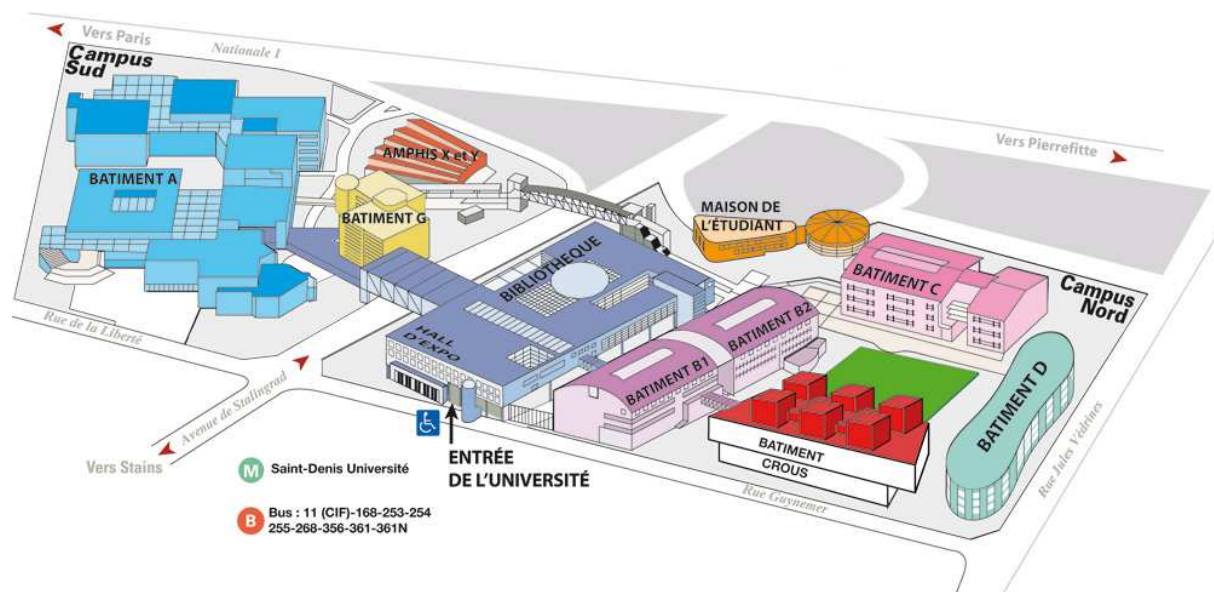 Vers Paris
Nationale 1
Campus
Sud
Vers Pierrefitte
AMPHIS X et Y
BATIMENT A
BATIMENT G
MAISON DE
L'ÉTUDIANT
BIBLIOTHEQUE
BATIMENT C
Campus
Nord
HALL
D'EXPO
BATIMENT B2
BATIMENT B1
BATIMENT D
Rue de la Liberté
Avenue de Stalingrad
Vers Stains
BATIMENT
CROUS
ENTRÉE
DE L'UNIVERSITÉ
Rue Guynemer
Rue Jules Védrines
M Saint-Denis Université
B Bus : 11 (CIF)-168-253-254
255-268-356-361-361N